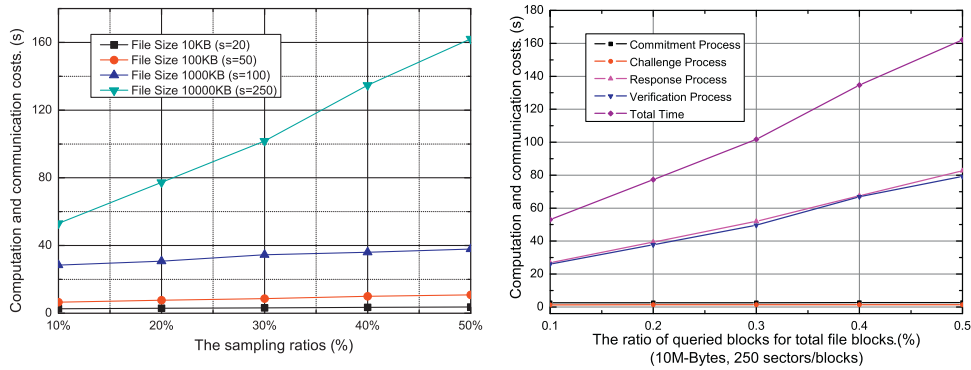 Computation and communication costs. (s)
160
120
80
40
0
File Size 10KB (s=20)
File Size 100KB (s=50)
File Size 1000KB (s=100)
File Size 10000KB (s=250)
10%
20%
30%
40%
50%
The sampling ratios (%)
Computation and communication costs. (s)
180
160
140
120
100
80
60
40
20
0
Commitment Process
Challenge Process
Response Process
Verification Process
Total Time
0.1
0.2
0.3
0.4
0.5
The ratio of queried blocks for total file blocks.(%)
(10M-Bytes, 250 sectors/blocks)